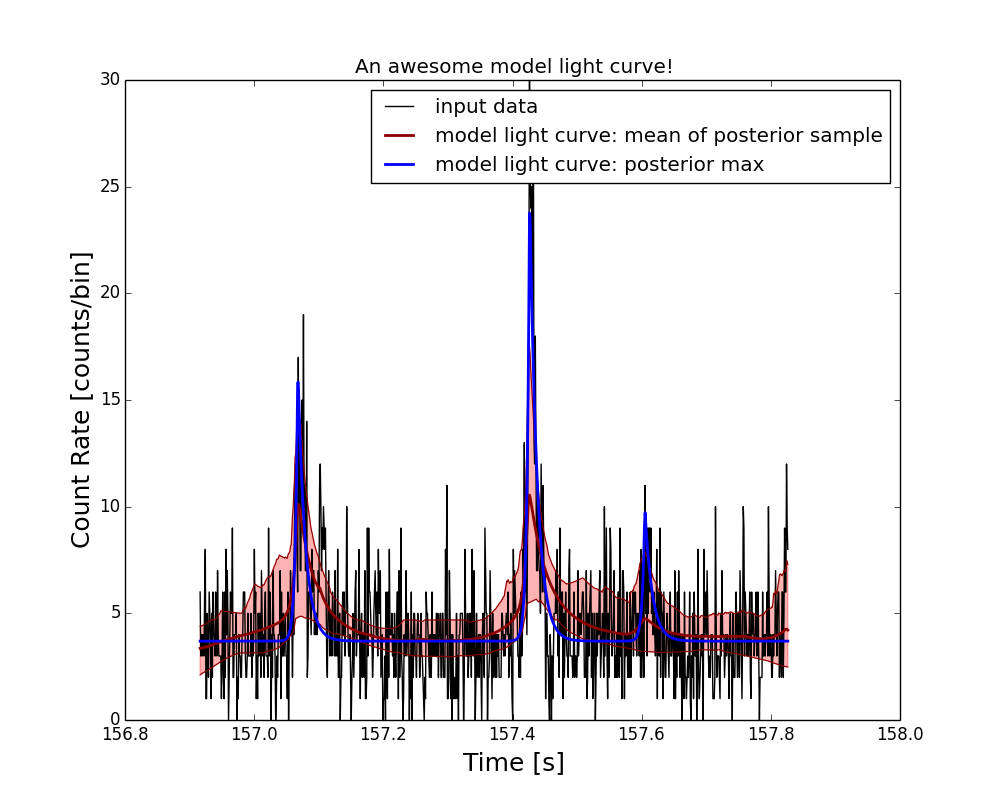 An awesome model light curve!
input data
model light curve: mean of posterior sample
model light curve: posterior max
30
25
20
15
10
5
0
Count Rate [counts/bin]
156.8 157.0 157.2 157.4 157.6 157.8 158.0
Time [s]